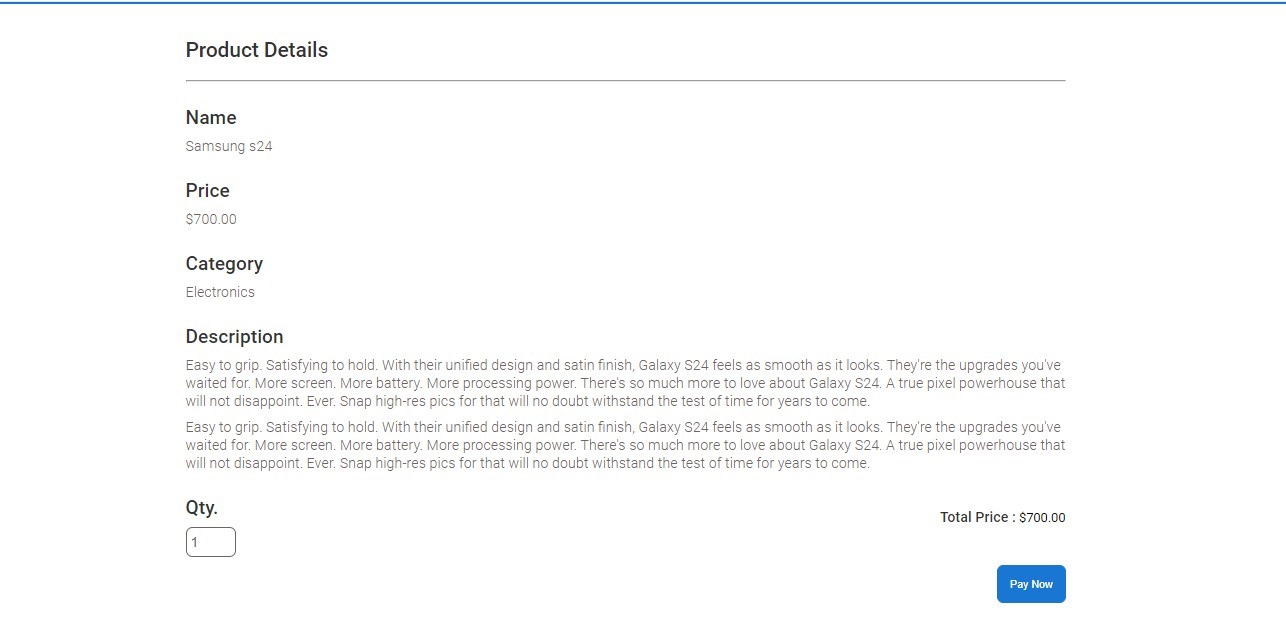 Product Details
Name
Samsung s24
Price
$700.00
Category
Electronics
Description
Easy to grip. Satisfying to hold. With their unified design and satin finish, Galaxy S24 feels as smooth as it looks. They're the upgrades you've
waited for. More screen. More battery. More processing power. There's so much more to love about Galaxy S24. A true pixel powerhouse that
will not disappoint. Ever. Snap high-res pics for that will no doubt withstand the test of time for years to come.
Easy to grip. Satisfying to hold. With their unified design and satin finish, Galaxy S24 feels as smooth as it looks. They're the upgrades you've
waited for. More screen. More battery. More processing power. There's so much more to love about Galaxy S24. A true pixel powerhouse that
will not disappoint. Ever. Snap high-res pics for that will no doubt withstand the test of time for years to come.
Qty.
1
Total Price : $700.00
Pay Now